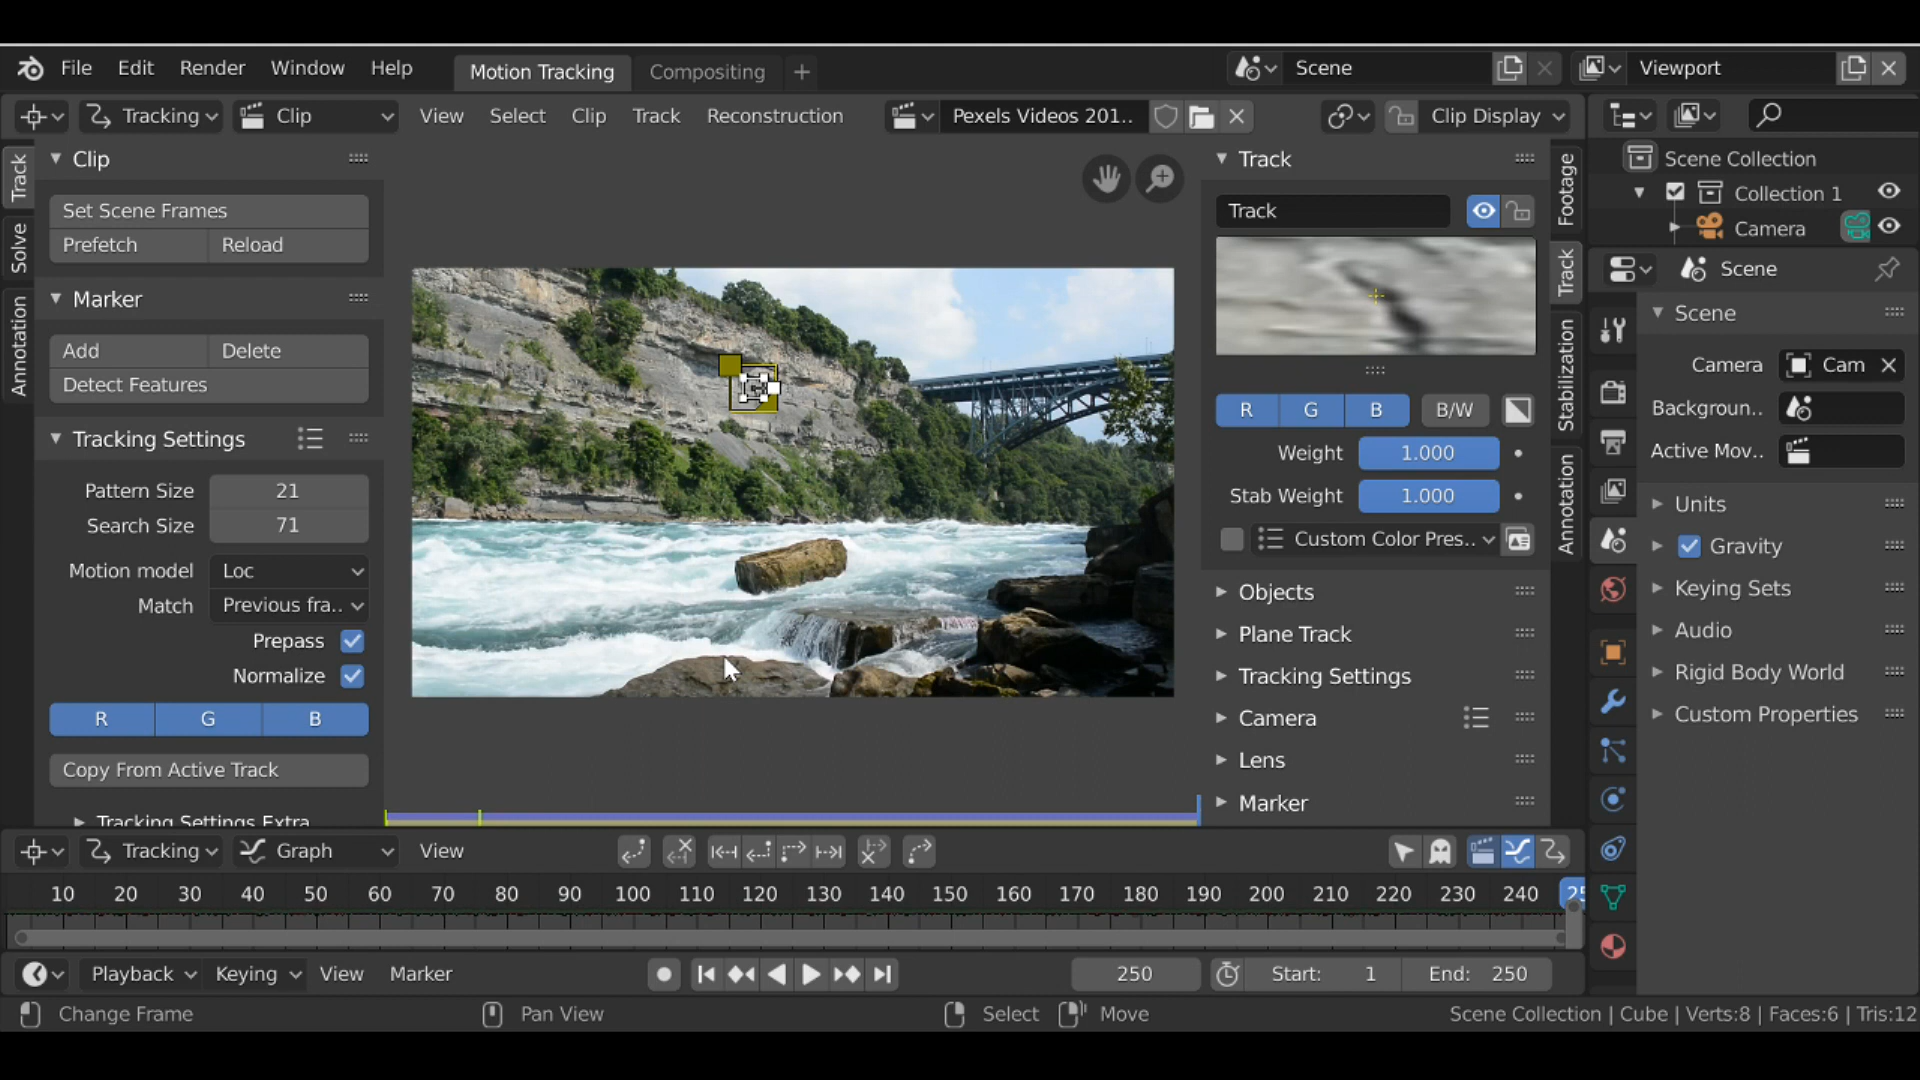 File Edit Render Window Help Motion Tracking Compositing + Scene Viewport
Tracking Clip View Select Clip Track Reconstruction Pexels Videos 201.. Clip Display
Track
Solve
Annotation
Clip
Set Scene Frames
Prefetch Reload
Marker
Add Delete
Detect Features
Tracking Settings
Pattern Size 21
Search Size 71
Motion model Loc
Match Previous fra..
Prepass
Normalize
R G B
Copy From Active Track
Tracking Settings Extra
Track
Track
R G B B/W
Weight 1.000
Stab Weight 1.000
Custom Color Pres..
Objects
Plane Track
Tracking Settings
Camera
Lens
Marker
Footage
Track
Stabilization
Annotation
Scene Collection
Collection 1
Camera
Scene
Scene
Camera Cam
Backgroun..
Active Mov..
Units
Gravity
Keying Sets
Audio
Rigid Body World
Custom Properties
Tracking Graph View
10 20 30 40 50 60 70 80 90 100 110 120 130 140 150 160 170 180 190 200 210 220 230 240 25
Playback Keying View Marker 250 Start: 1 End: 250
Change Frame Pan View Select Move Scene Collection | Cube | Verts:8 | Faces:6 | Tris:12